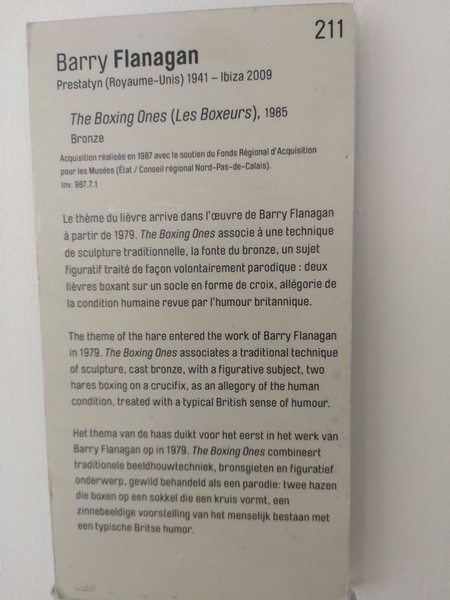 211
Barry Flanagan
Prestatyn (Royaume-Unis) 1941 – Ibiza 2009
The Boxing Ones (Les Boxeurs), 1985
Bronze
Acquisition réalisée en 1987 avec le soutien du Fonds Régional d'Acquisition
pour les Musées (État / Conseil régional Nord-Pas-de-Calais).
Inv. 987.7.1
Le thème du lièvre arrive dans l'œuvre de Barry Flanagan
à partir de 1979. The Boxing Ones associe à une technique
de sculpture traditionnelle, la fonte du bronze, un sujet
figuratif traité de façon volontairement parodique : deux
lièvres boxant sur un socle en forme de croix, allégorie de
la condition humaine revue par l'humour britannique.
The theme of the hare entered the work of Barry Flanagan
in 1979. The Boxing Ones associates a traditional technique
of sculpture, cast bronze, with a figurative subject, two
hares boxing on a crucifix, as an allegory of the human
condition, treated with a typical British sense of humour.
Het thema van de haas duikt voor het eerst in het werk van
Barry Flanagan op in 1979. The Boxing Ones combineert
traditionele beeldhouwtechniek, bronsgieten en figuratief
onderwerp, gewild behandeld als een parodie: twee hazen
die boxen op een sokkel die een kruis vormt, een
zinnebeeldige voorstelling van het menselijk bestaan met
een typische Britse humor.